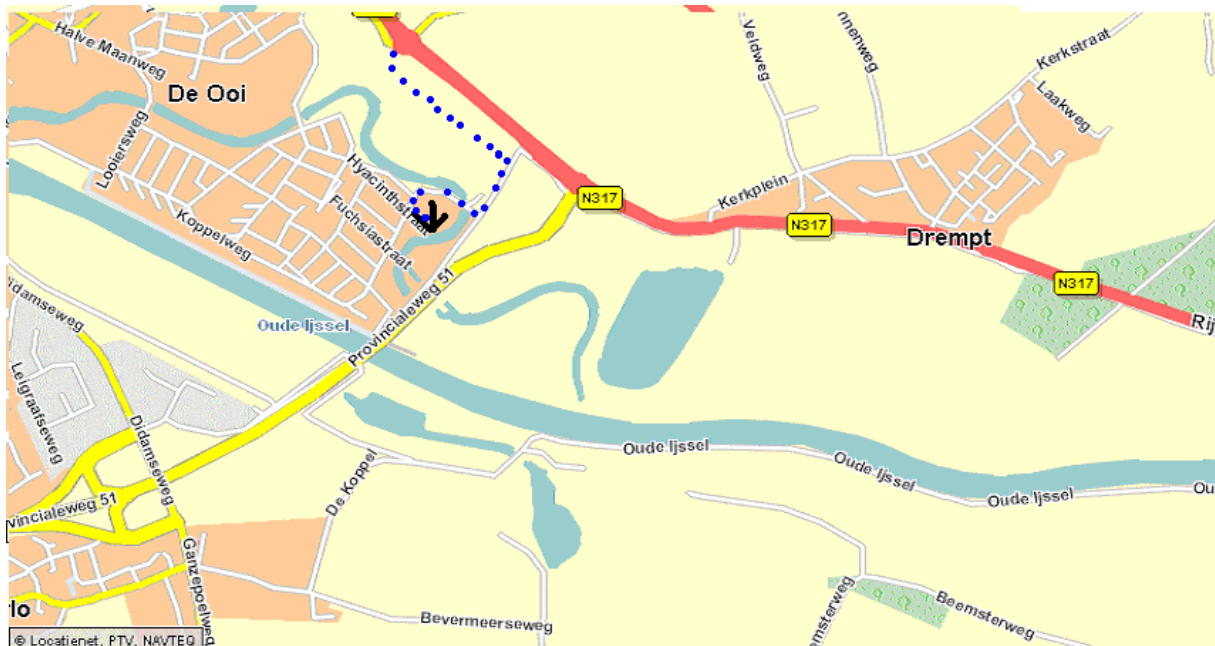 Halve Maanweg
De Ooi
Looiersweg
Hyacinthstraat
Fuchsiastraat
Koppelweg
Veldweg
nnenweg
Kerkstraat
Laakweg
Kerkplein
N317
N317
Drempt
N317
Rij
Provincialeweg 51
Oude Ijssel
Didamseweg
Leigraafseweg
Didamseweg
vincialeweg 51
De Koppel
Oude Ijssel
Oude Ijssel
Oude Ijssel
Ou
Ganzepoelweg
Bevermeerseweg
emsterweg
Beemsterweg
rlo
© Locatienet, PTV, NAVTEQ